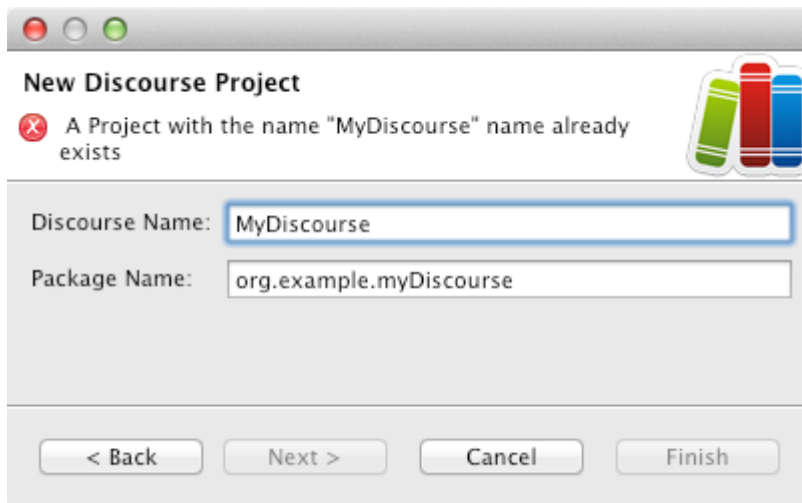 New Discourse Project
A Project with the name "MyDiscourse" name already
exists
Discourse Name: MyDiscourse
Package Name: org.example.myDiscourse
< Back Next > Cancel Finish